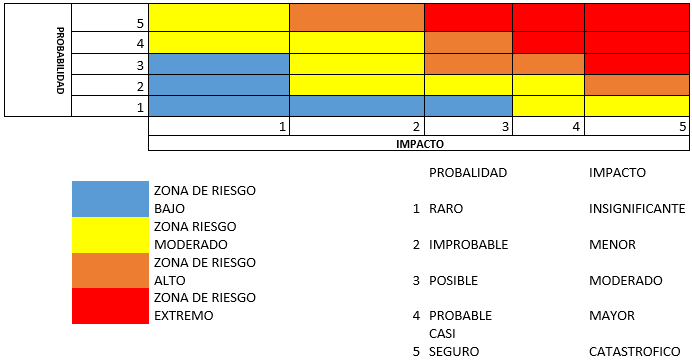 PROBABILIDAD
5
4
3
2
1
1 2 3 4 5
IMPACTO
PROBALIDAD IMPACTO
ZONA DE RIESGO
BAJO
1 RARO INSIGNIFICANTE
ZONA RIESGO
MODERADO
2 IMPROBABLE MENOR
ZONA DE RIESGO
ALTO
3 POSIBLE MODERADO
ZONA DE RIESGO
EXTREMO
4 PROBABLE MAYOR
CASI
5 SEGURO CATASTROFICO